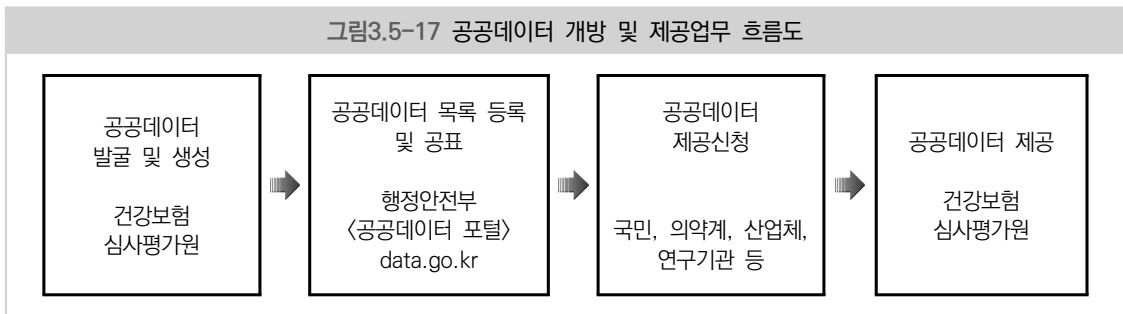 그림3.5-17 공공데이터 개방 및 제공업무 흐름도
공공데이터
발굴 및 생성
건강보험
심사평가원
공공데이터 목록 등록
및 공표
행정안전부
〈공공데이터 포털〉
data.go.kr
공공데이터
제공신청
국민, 의약계, 산업체,
연구기관 등
공공데이터 제공
건강보험
심사평가원